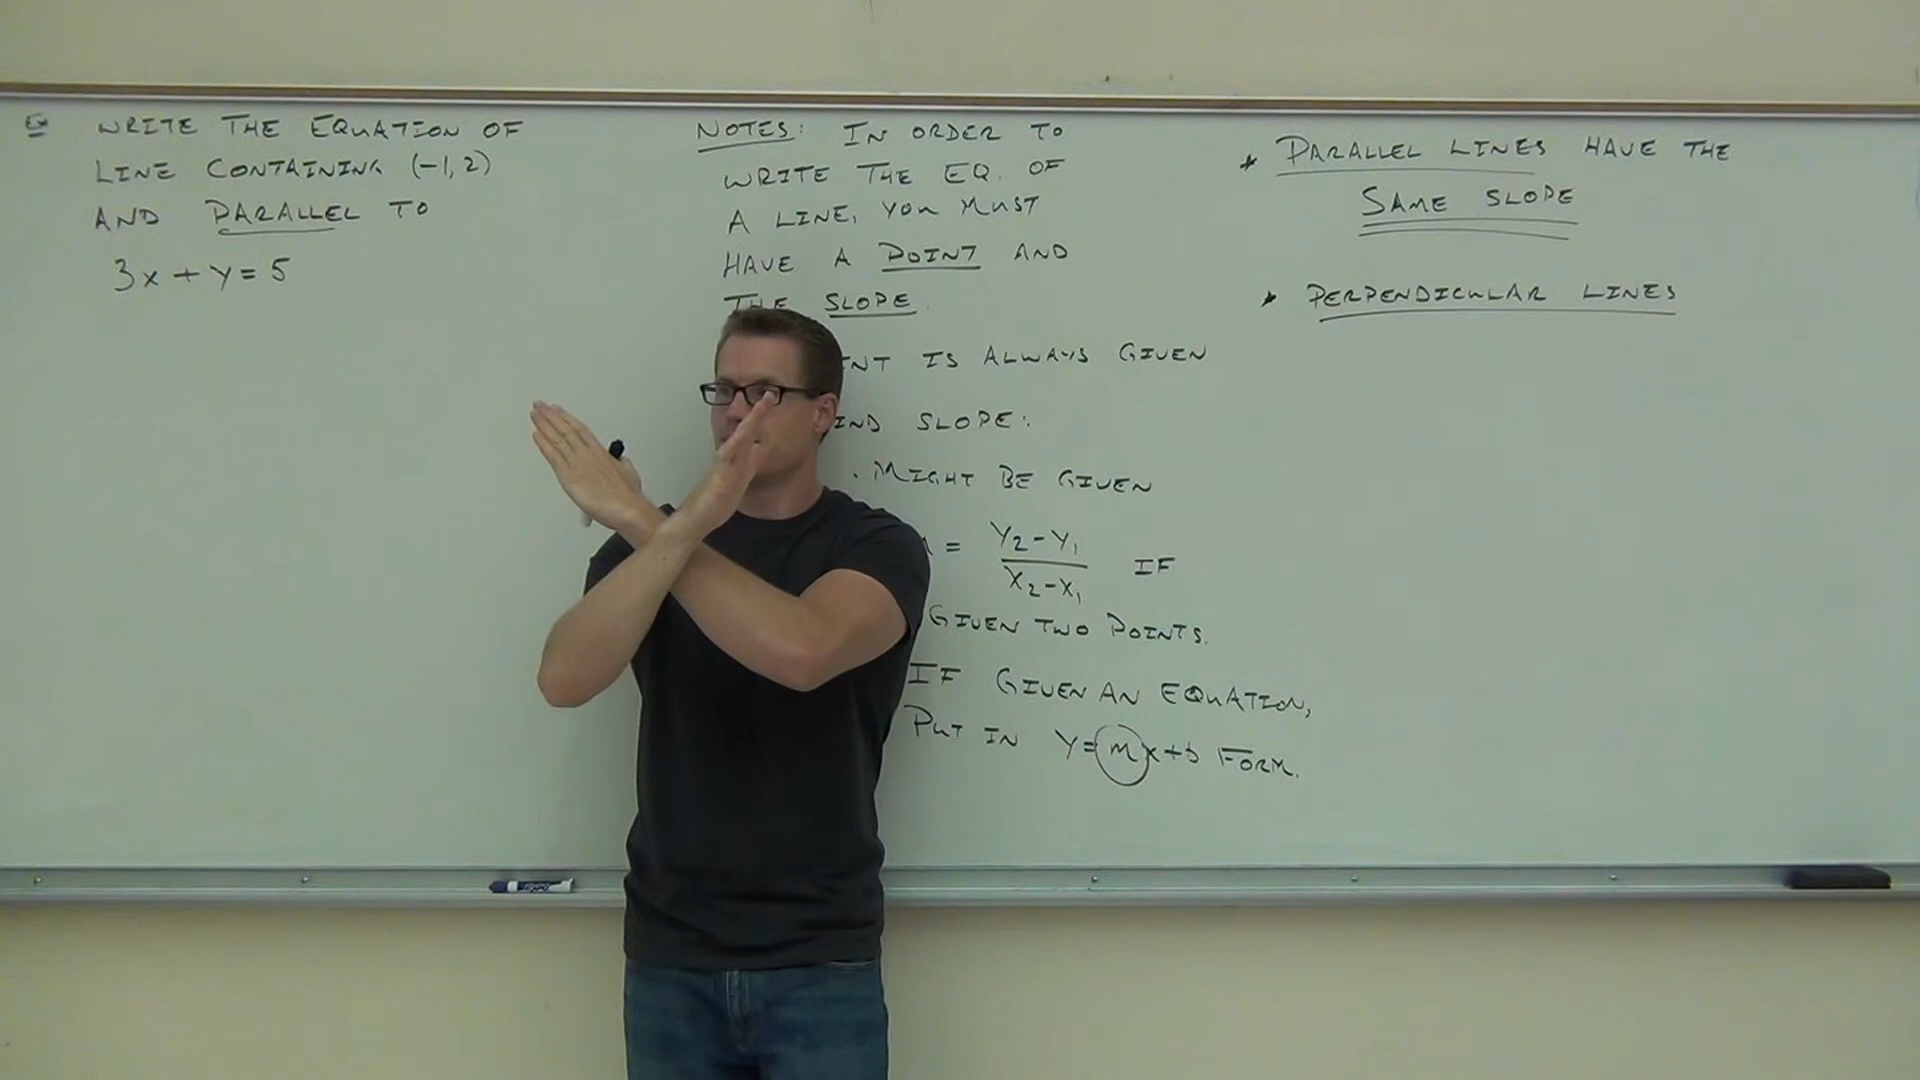 Ex WRITE THE EQUATION OF
LINE CONTAINING (-1,2)
AND PARALLEL TO
3x + y = 5
NOTES: IN ORDER TO
WRITE THE EQ. OF
A LINE, YOU MUST
HAVE A POINT AND
THE SLOPE.
IS ALWAYS GIVEN
SLOPE:
• MIGHT BE GIVEN
= Y2-Y1 / X2-X1 IF
GIVEN TWO POINTS.
IF GIVEN AN EQUATION,
PUT IN Y=mx+b FORM.
* PARALLEL LINES HAVE THE
SAME SLOPE
* PERPENDICULAR LINES
EXPO